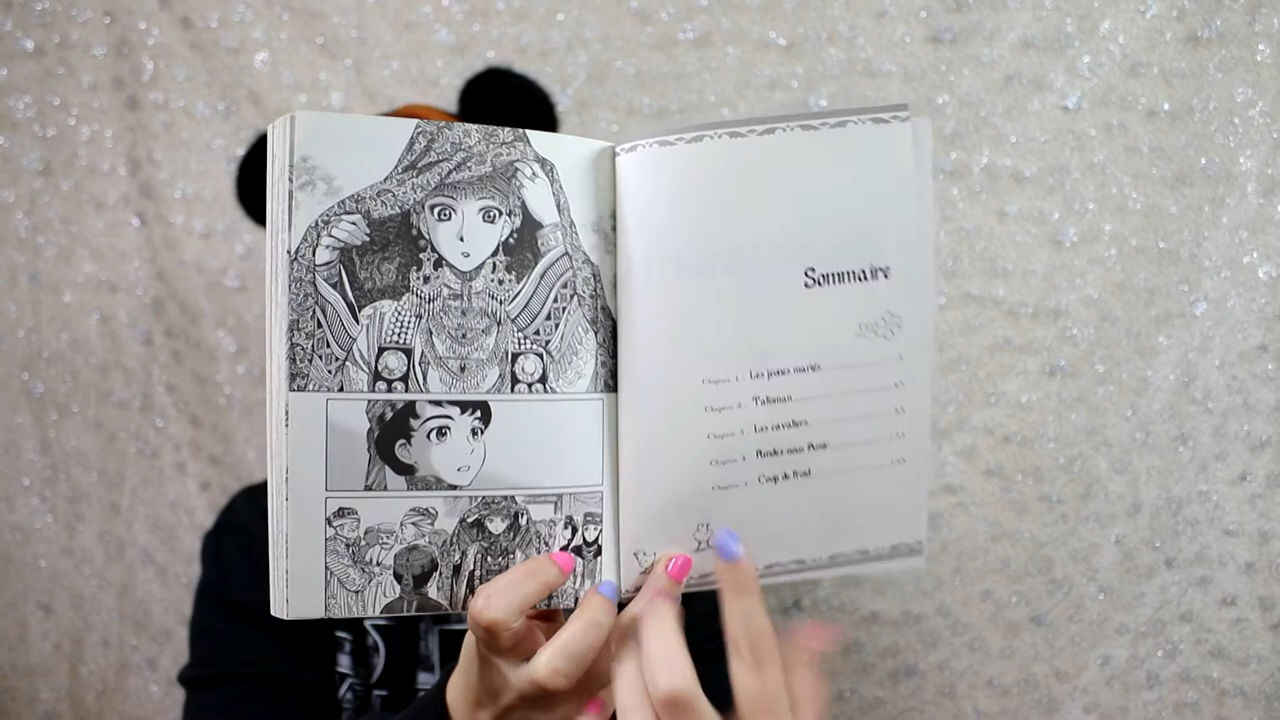 Sommaire
Chapitre 1. Les jeunes mariés
Chapitre 2. Talisman
Chapitre 3. Les cavaliers
Chapitre 4 Rendez-nous Amir
Chapitre 5 Coup de froid